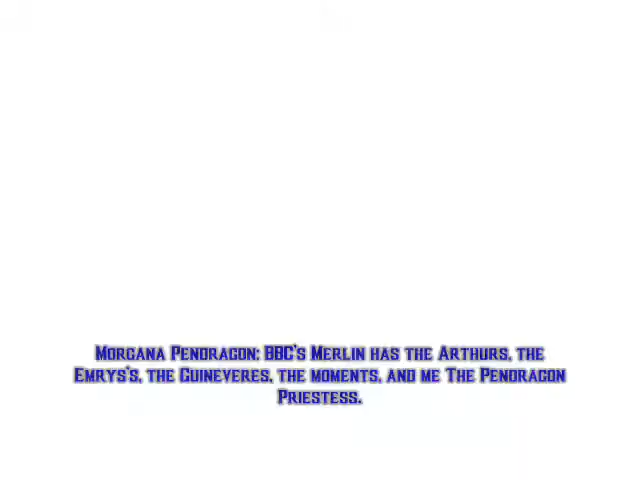 Morgana Pendragon: BBC's Merlin has the Arthurs, the
Emrys's, the Guineveres, the moments, and me The Pendragon
Priestess.